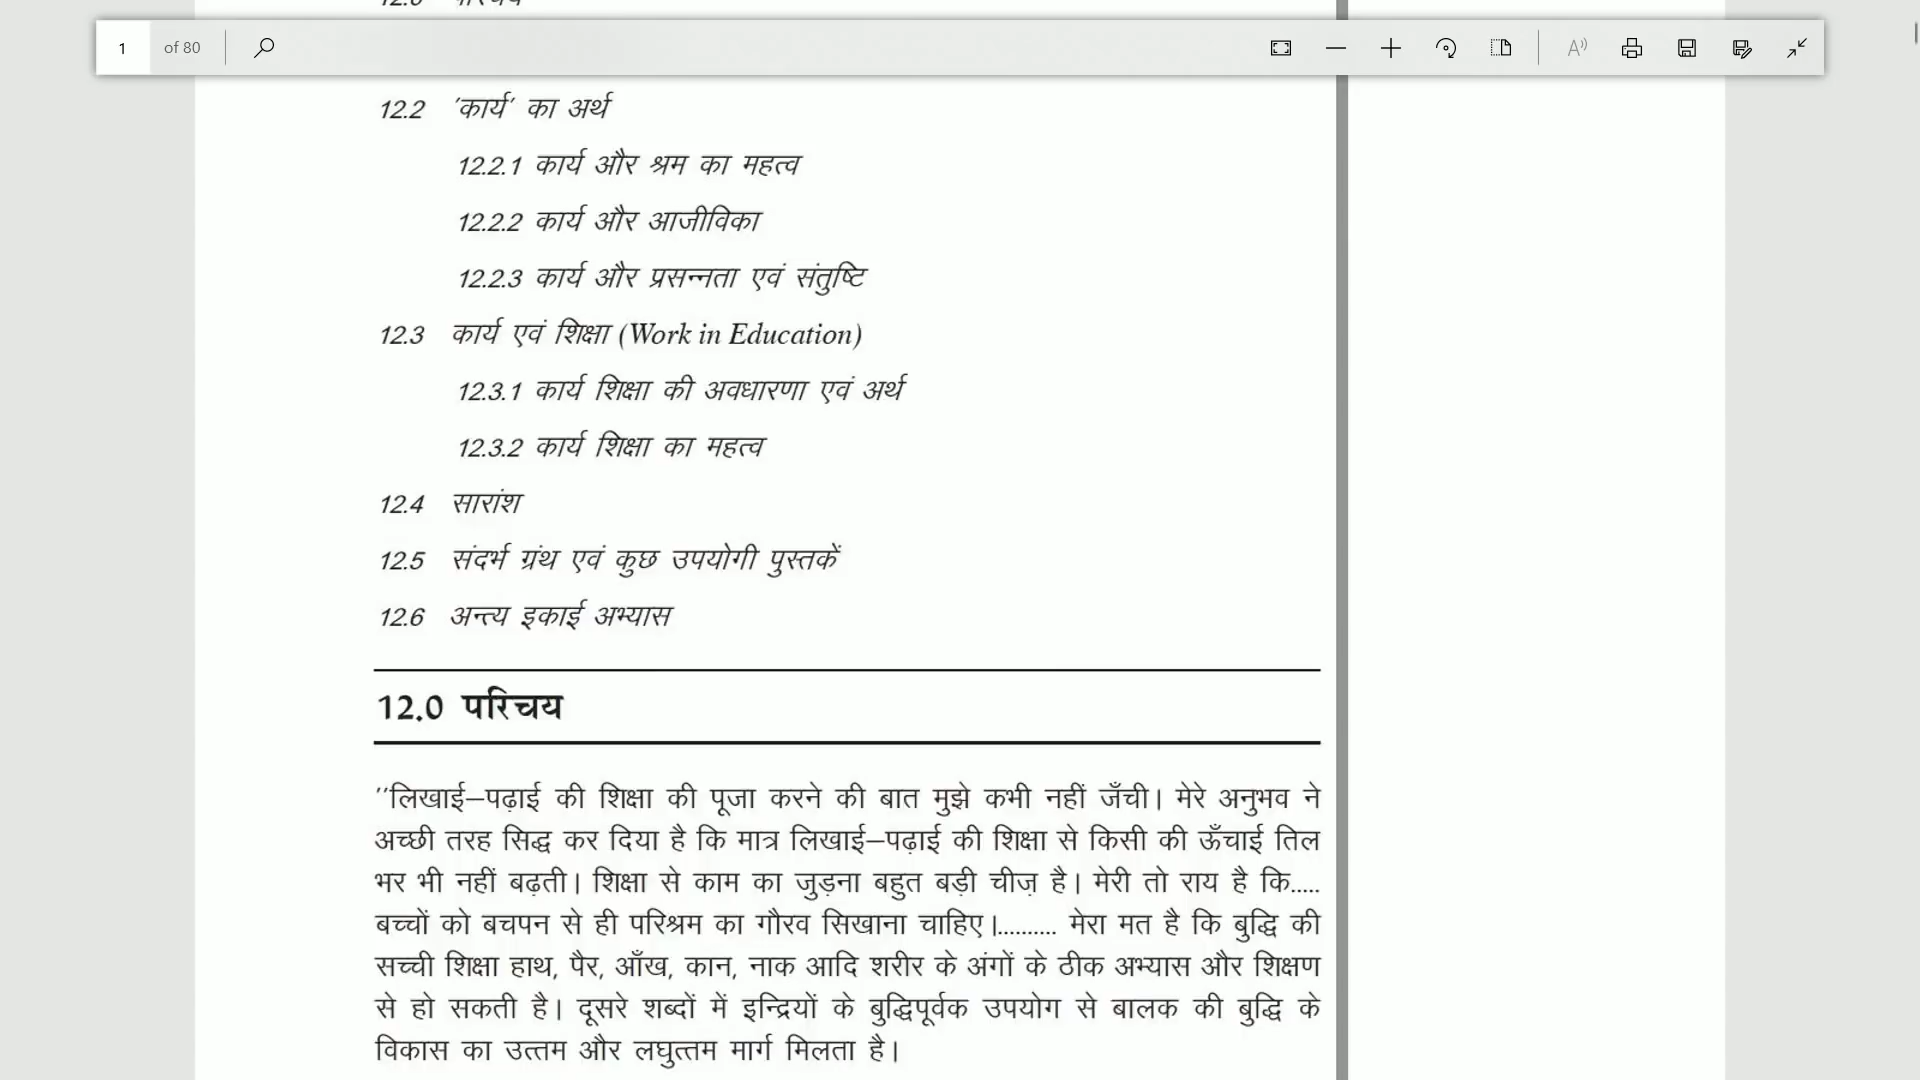 12.0 परिचय
1 of 80
12.2 'कार्य' का अर्थ
12.2.1 कार्य और श्रम का महत्व
12.2.2 कार्य और आजीविका
12.2.3 कार्य और प्रसन्नता एवं संतुष्टि
12.3 कार्य एवं शिक्षा (Work in Education)
12.3.1 कार्य शिक्षा की अवधारणा एवं अर्थ
12.3.2 कार्य शिक्षा का महत्व
12.4 सारांश
12.5 संदर्भ ग्रंथ एवं कुछ उपयोगी पुस्तकें
12.6 अन्त्य इकाई अभ्यास
12.0 परिचय
''लिखाई–पढ़ाई की शिक्षा की पूजा करने की बात मुझे कभी नहीं जँची। मेरे अनुभव ने
अच्छी तरह सिद्ध कर दिया है कि मात्र लिखाई–पढ़ाई की शिक्षा से किसी की ऊँचाई तिल
भर भी नहीं बढ़ती। शिक्षा से काम का जुड़ना बहुत बड़ी चीज़ है। मेरी तो राय है कि.....
बच्चों को बचपन से ही परिश्रम का गौरव सिखाना चाहिए।.......... मेरा मत है कि बुद्धि की
सच्ची शिक्षा हाथ, पैर, आँख, कान, नाक आदि शरीर के अंगों के ठीक अभ्यास और शिक्षण
से हो सकती है। दूसरे शब्दों में इन्द्रियों के बुद्धिपूर्वक उपयोग से बालक की बुद्धि के
विकास का उत्तम और लघुत्तम मार्ग मिलता है।